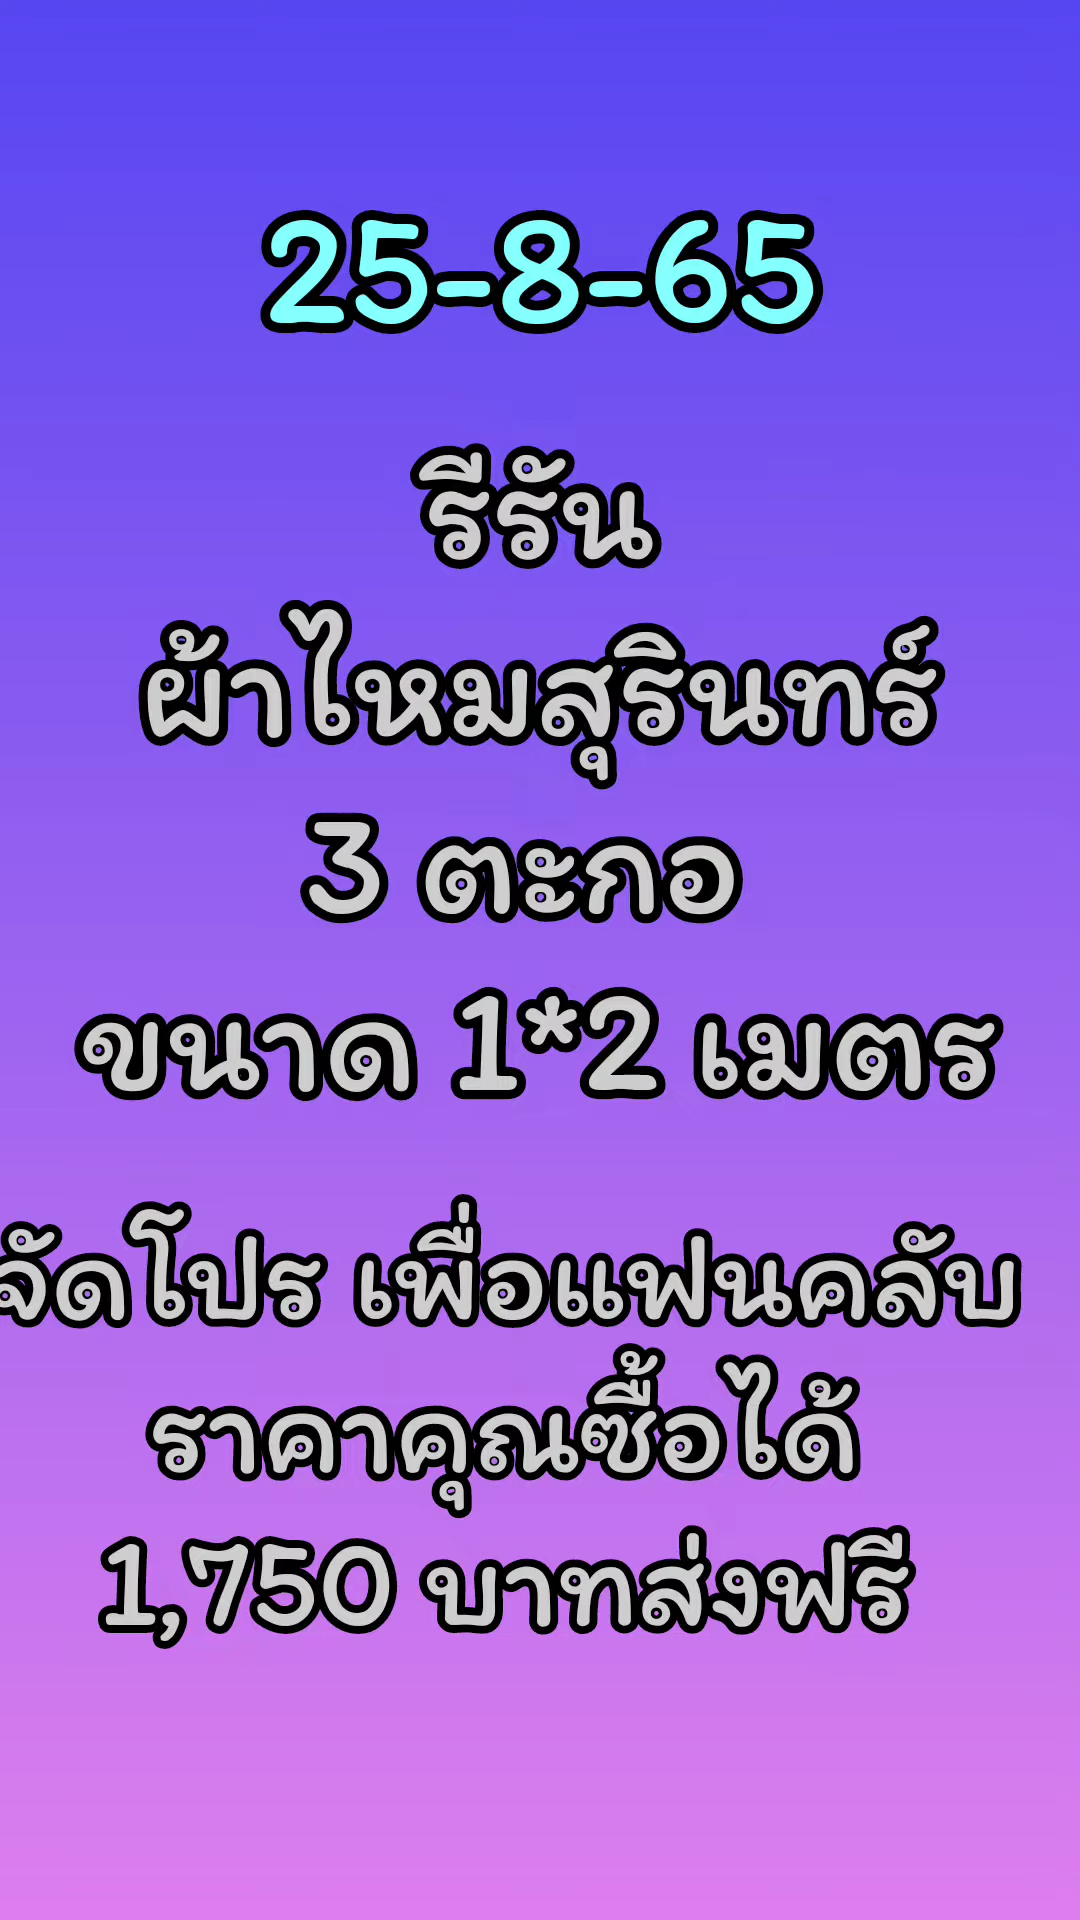 25-8-65
รีรัน
ผ้าไหมสุรินทร์
3 ตะกอ
ขนาด 1*2 เมตร
จัดโปร เพื่อแฟนคลับ
ราคาคุณซื้อได้
1,750 บาทส่งฟรี